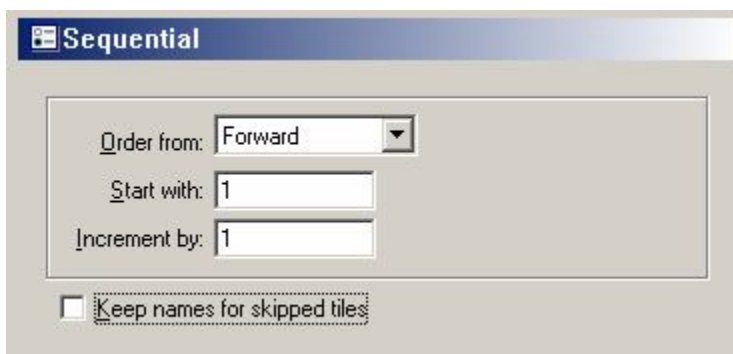 Sequential
Order from: Forward
Start with: 1
Increment by: 1
Keep names for skipped tiles